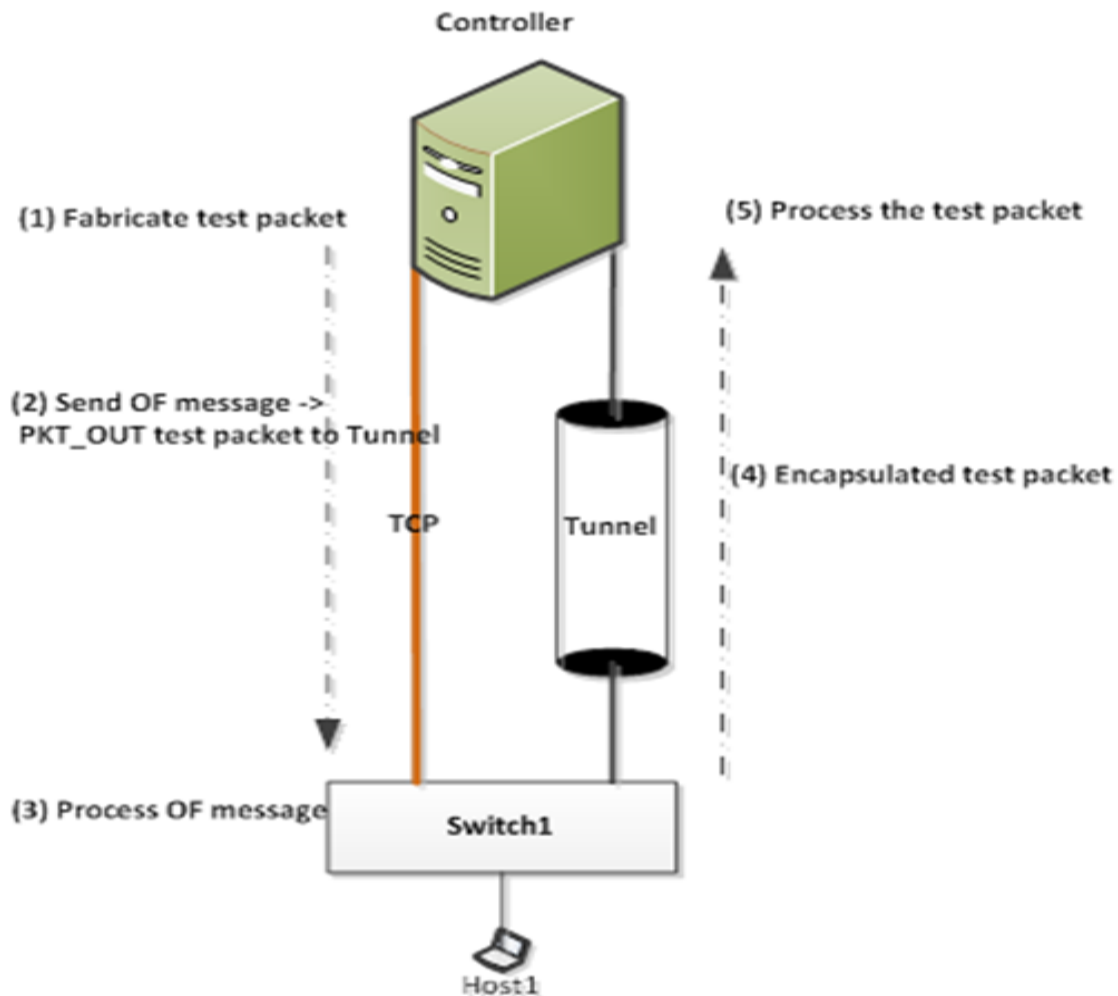 Controller
(1) Fabricate test packet
(5) Process the test packet
(2) Send OF message ->
PKT_OUT test packet to Tunnel
(4) Encapsulated test packet
TCP
Tunnel
(3) Process OF message
Switch1
Host1